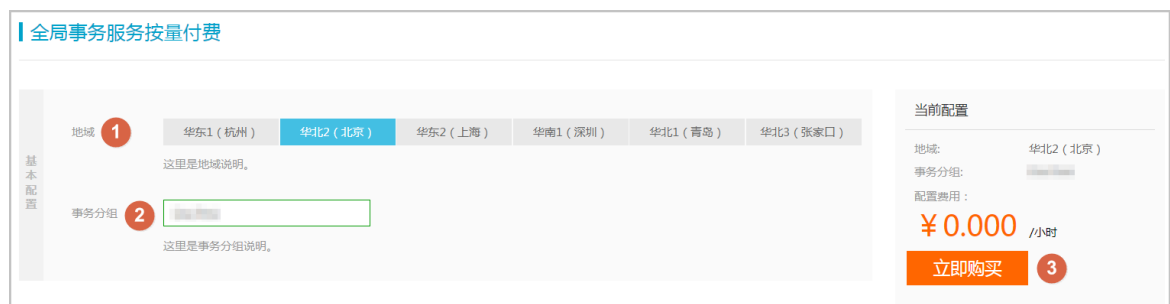 全局事务服务按量付费
基本配置
地域 1 华东1（杭州） 华北2（北京） 华东2（上海） 华南1（深圳） 华北1（青岛） 华北3（张家口）
这里是地域说明。
事务分组 2
这里是事务分组说明。
当前配置
地域: 华北2（北京）
事务分组:
配置费用：
￥0.000 /小时
立即购买 3